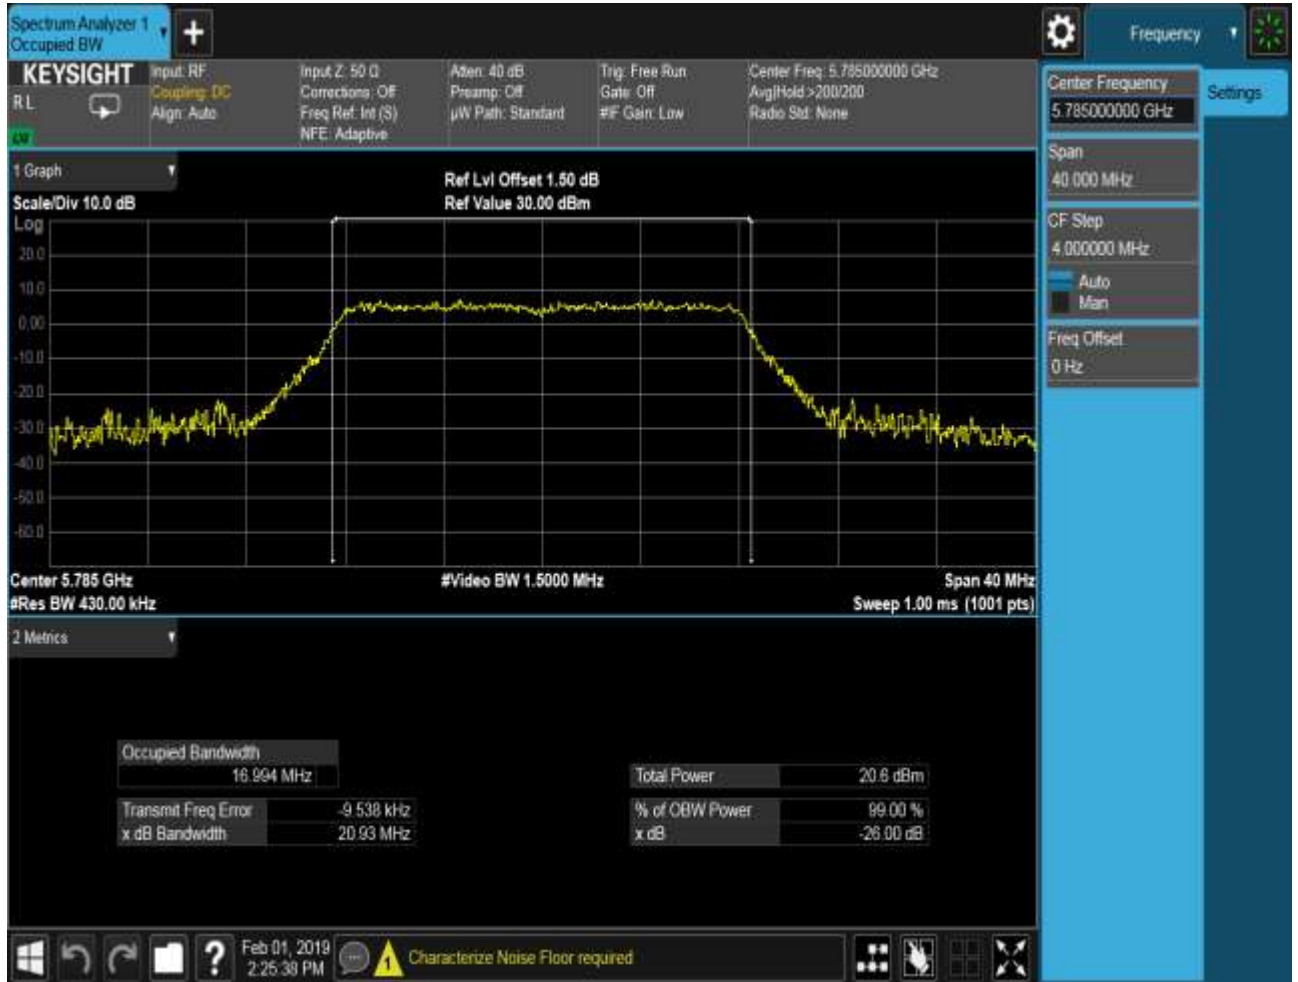 Spectrum Analyzer 1
Occupied BW
+
Frequency
KEYSIGHT
R L
Input: RF
Coupling: DC
Align: Auto
Input Z: 50 Ω
Corrections: Off
Freq Ref: Int (S)
NFE: Adaptive
Atten: 40 dB
Preamp: Off
µW Path: Standard
Trig: Free Run
Gate: Off
#IF Gain: Low
Center Freq: 5.785000000 GHz
Avg|Hold:>200/200
Radio Std: None
Center Frequency
5.785000000 GHz
Settings
Span
40.000 MHz
CF Step
4.000000 MHz
Auto
Man
Freq Offset
0 Hz
1 Graph
Scale/Div 10.0 dB
Ref Lvl Offset 1.50 dB
Ref Value 30.00 dBm
Log
20.0
10.0
0.00
-10.0
-20.0
-30.0
-40.0
-50.0
-60.0
Center 5.785 GHz
#Video BW 1.5000 MHz
Span 40 MHz
#Res BW 430.00 kHz
Sweep 1.00 ms (1001 pts)
2 Metrics
Occupied Bandwidth
16.994 MHz
Transmit Freq Error -9.538 kHz
x dB Bandwidth 20.93 MHz
Total Power 20.6 dBm
% of OBW Power 99.00 %
x dB -26.00 dB
?
Feb 01, 2019
2:25:38 PM
1
Characterize Noise Floor required